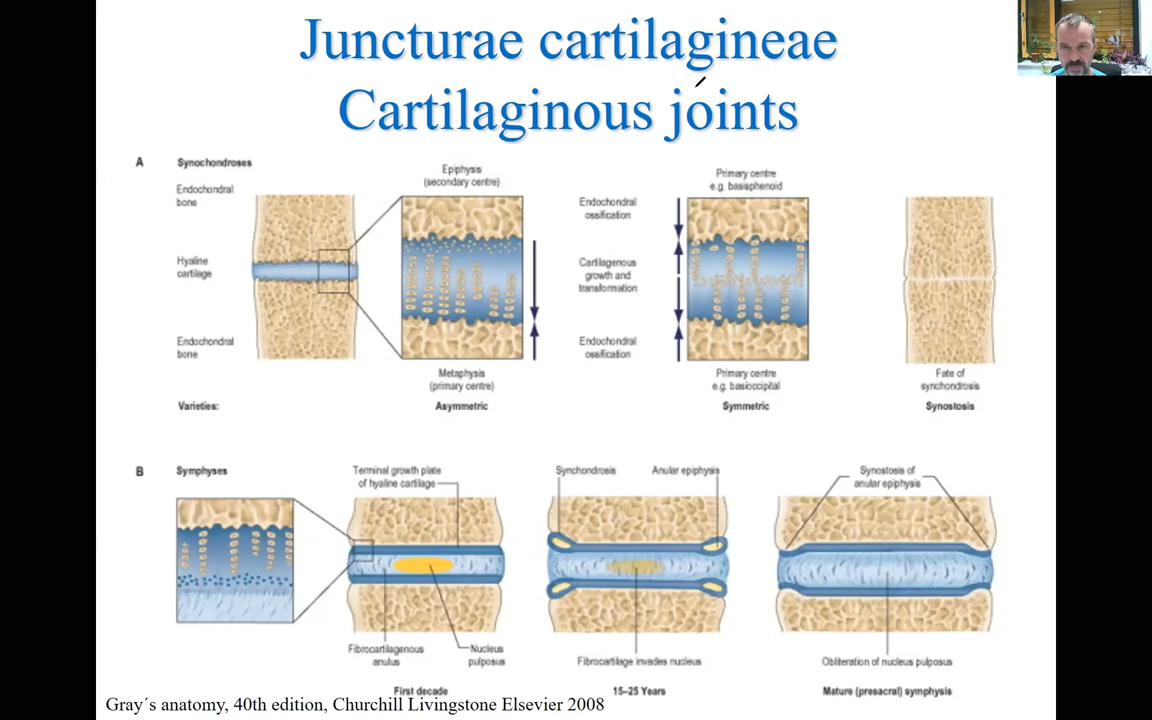 Juncturae cartilagineae
Cartilaginous joints
A
Synochondroses
Endochondral
bone
Hyaline
cartilage
Endochondral
bone
Varieties:
Epiphysis
(secondary centre)
Metaphysis
(primary centre)
Asymmetric
Endochondral
ossification
Cartilagenous
growth and
transformation
Endochondral
ossification
Primary centre
e.g. basisphenoid
Primary centre
e.g. basioccipital
Symmetric
Fate of
synchondrosis
Synostosis
B
Symphyses
Terminal growth plate
of hyaline cartilage
Fibrocartilagenous
anulus
Nucleus
pulposus
First decade
Synchondrosis
Anular epiphysis
Fibrocartilage invades nucleus
15–25 Years
Synostosis of
anular epiphysis
Obliteration of nucleus pulposus
Mature (presacral) symphysis
Gray´s anatomy, 40th edition, Churchill Livingstone Elsevier 2008